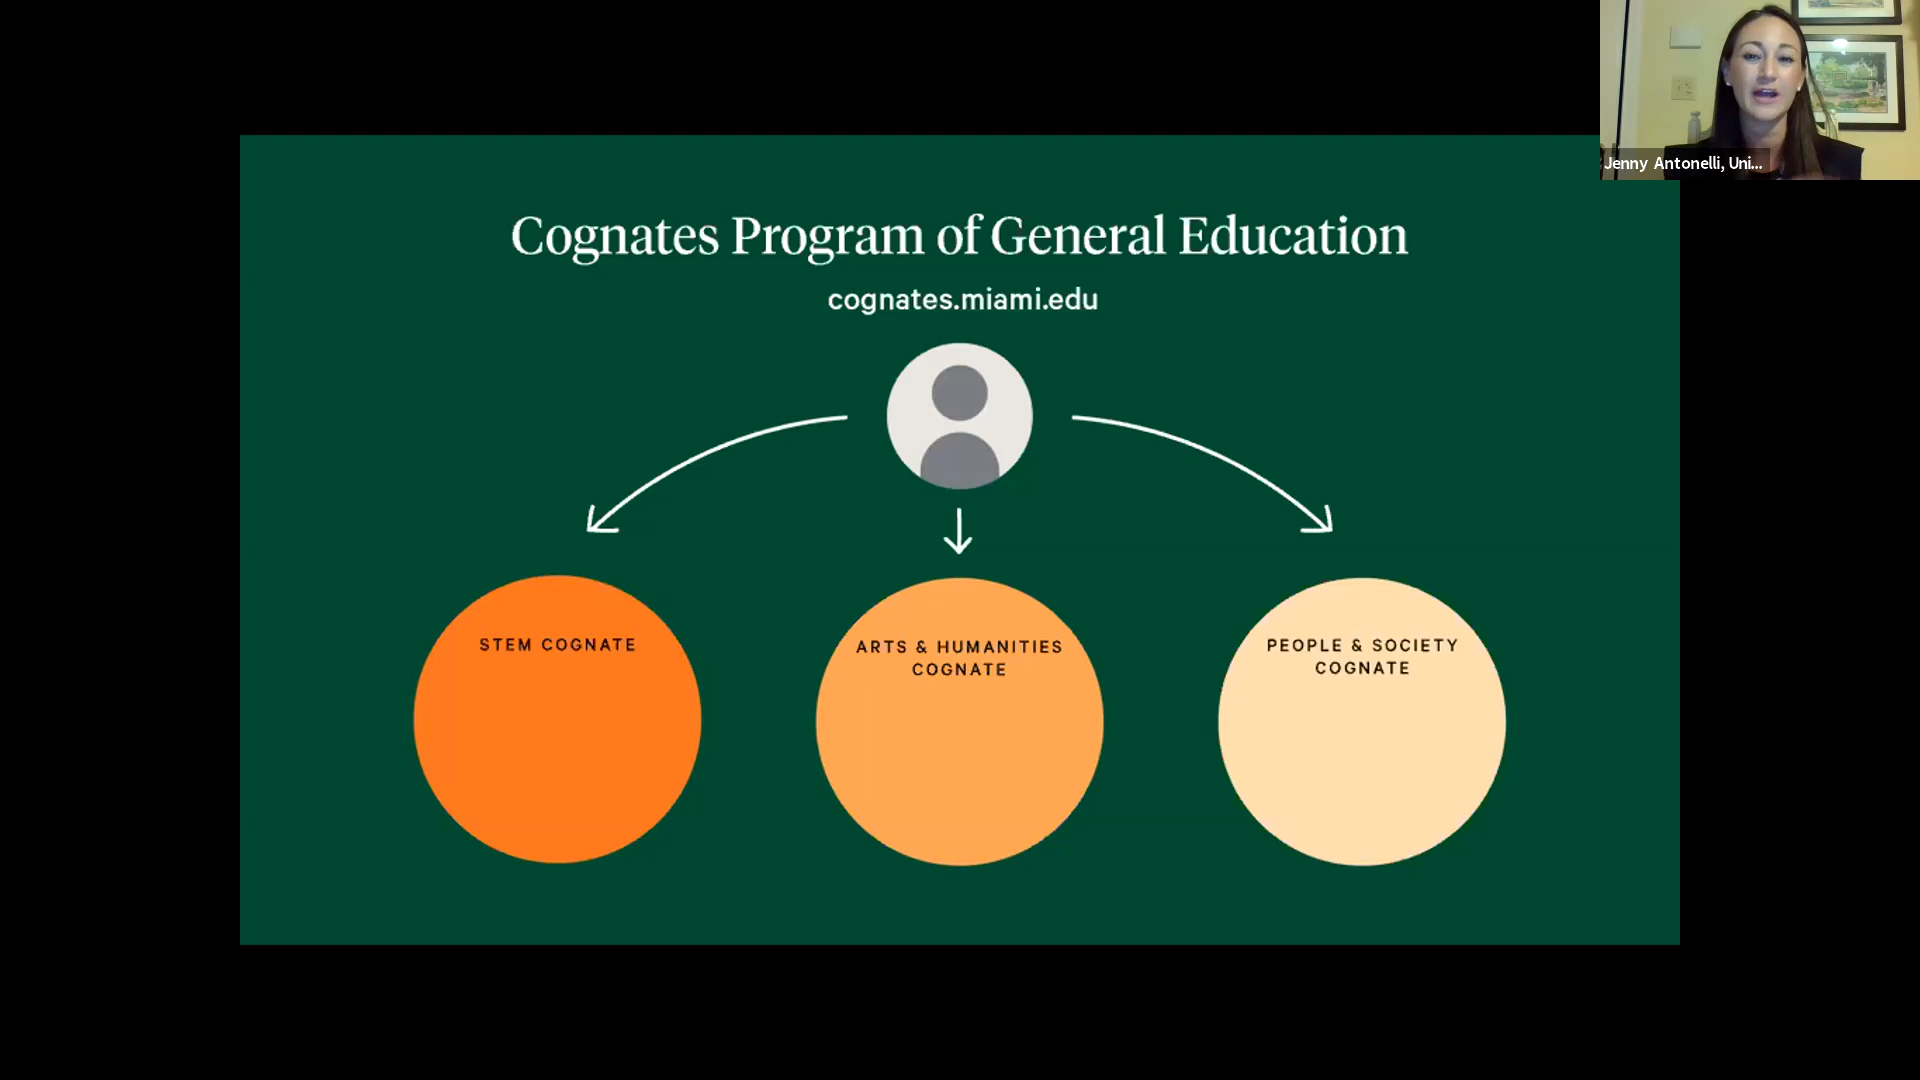 Jenny Antonelli, Uni...
Cognates Program of General Education
cognates.miami.edu
STEM COGNATE
ARTS & HUMANITIES
COGNATE
PEOPLE & SOCIETY
COGNATE